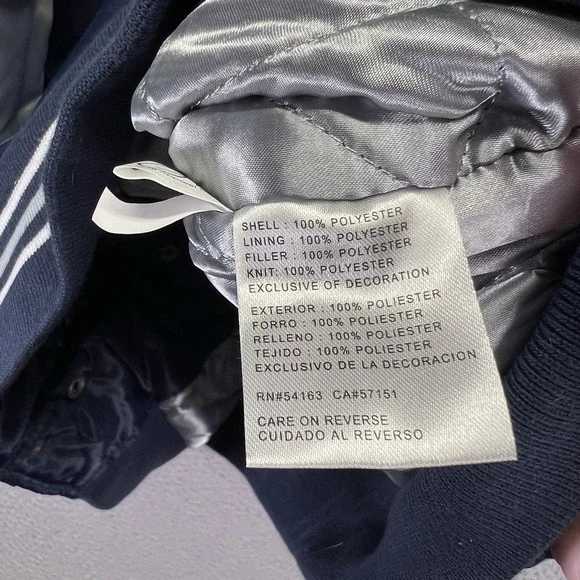 SHELL : 100% POLYESTER
LINING : 100% POLYESTER
FILLER : 100% POLYESTER
KNIT: 100% POLYESTER
EXCLUSIVE OF DECORATION
EXTERIOR : 100% POLIESTER
FORRO : 100% POLIESTER
RELLENO : 100% POLIESTER
TEJIDO : 100% POLIESTER
EXCLUSIVO DE LA DECORACION
RN#54163 CA#57151
CARE ON REVERSE
CUIDADO AL REVERSO